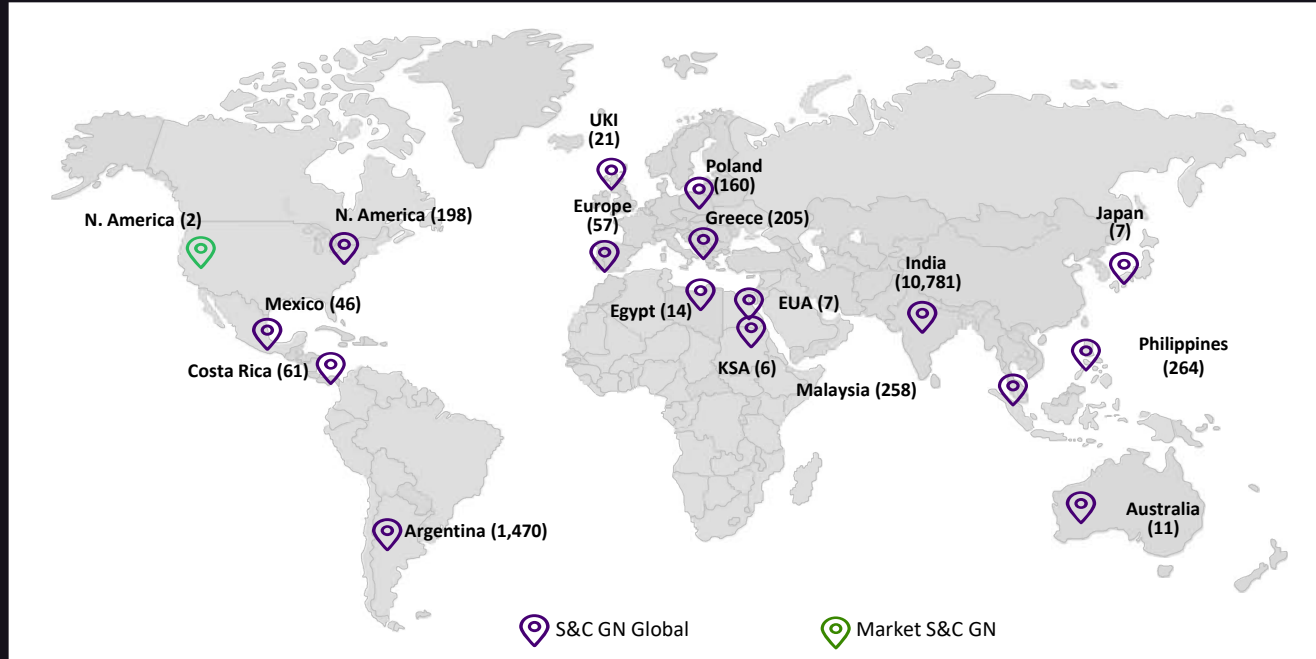 UKI
(21)
Poland
(160)
N. America (2)
N. America (198)
Europe
(57)
Greece (205)
Japan
(7)
India
(10,781)
Mexico (46)
Egypt (14)
EUA (7)
Costa Rica (61)
KSA (6)
Malaysia (258)
Philippines
(264)
Argentina (1,470)
Australia
(11)
S&C GN Global
Market S&C GN